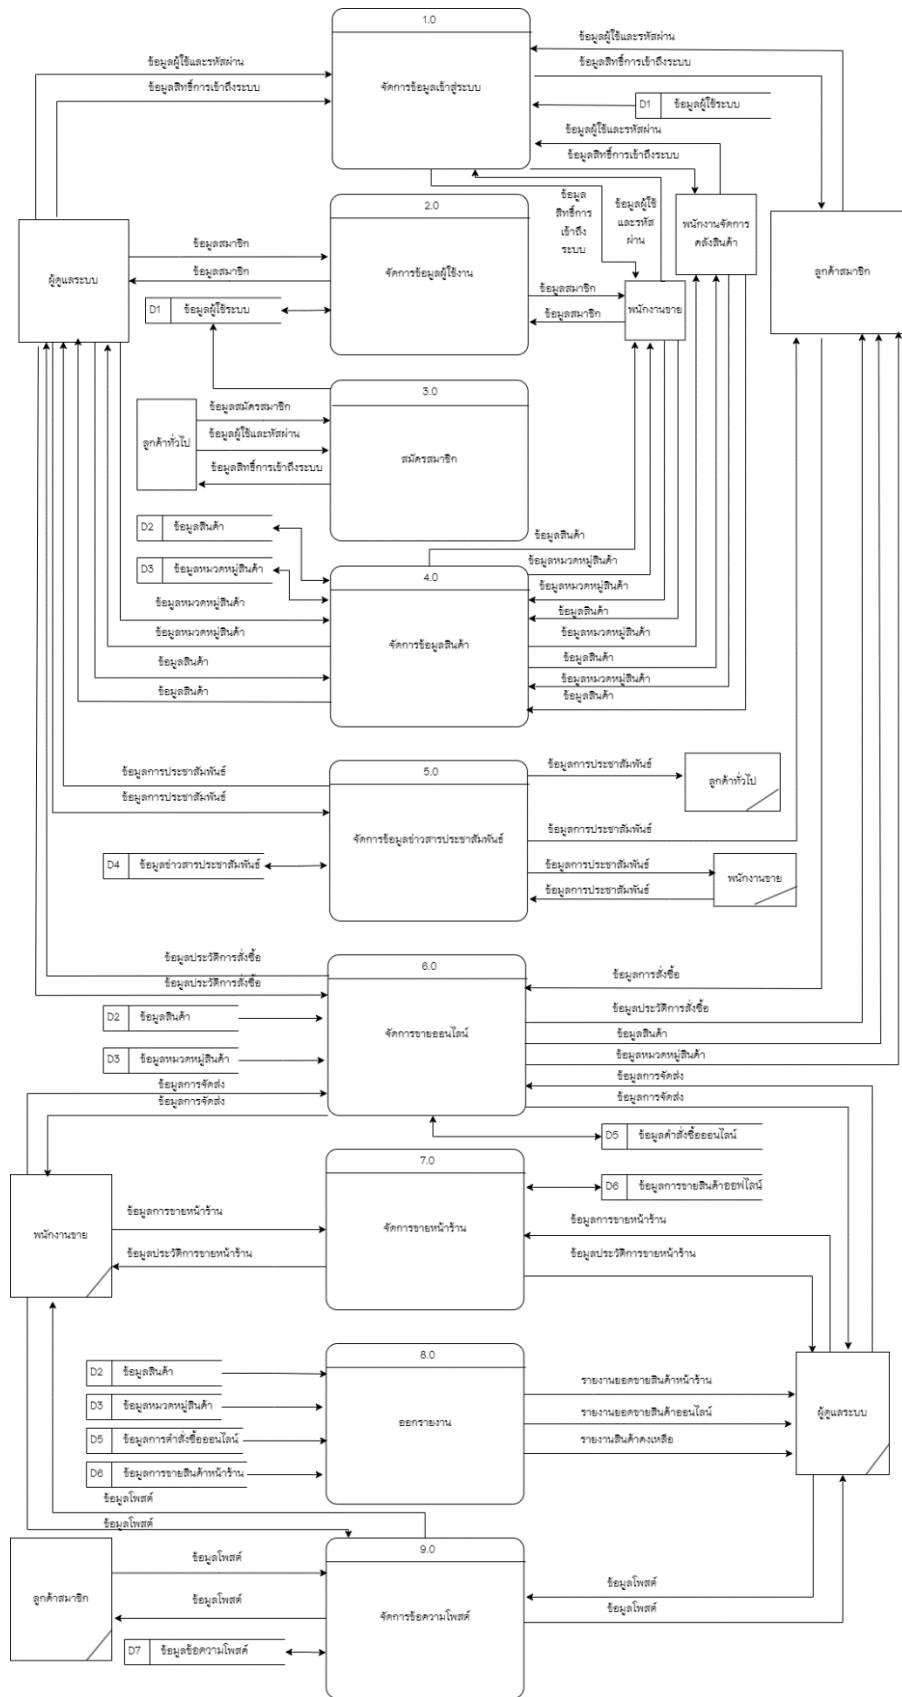 1.0
จัดการข้อมูลเข้าสู่ระบบ
ข้อมูลผู้ใช้และรหัสผ่าน
ข้อมูลสิทธิ์การเข้าถึงระบบ
ข้อมูลผู้ใช้และรหัสผ่าน
ข้อมูลสิทธิ์การเข้าถึงระบบ
D1 ข้อมูลผู้ใช้ระบบ
ข้อมูลผู้ใช้และรหัสผ่าน
ข้อมูลสิทธิ์การเข้าถึงระบบ
ข้อมูล
สิทธิ์การ
เข้าถึง
ระบบ
ข้อมูลผู้ใช้
และรหัส
ผ่าน
พนักงานจัดการ
คลังสินค้า
ลูกค้าสมาชิก
ผู้ดูแลระบบ
2.0
จัดการข้อมูลผู้ใช้งาน
ข้อมูลสมาชิก
ข้อมูลสมาชิก
D1 ข้อมูลผู้ใช้ระบบ
ข้อมูลสมาชิก
ข้อมูลสมาชิก
พนักงานขาย
3.0
สมัครสมาชิก
ลูกค้าทั่วไป
ข้อมูลสมัครสมาชิก
ข้อมูลผู้ใช้และรหัสผ่าน
ข้อมูลสิทธิ์การเข้าถึงระบบ
D2 ข้อมูลสินค้า
D3 ข้อมูลหมวดหมู่สินค้า
4.0
จัดการข้อมูลสินค้า
ข้อมูลหมวดหมู่สินค้า
ข้อมูลหมวดหมู่สินค้า
ข้อมูลสินค้า
ข้อมูลสินค้า
ข้อมูลสินค้า
ข้อมูลหมวดหมู่สินค้า
ข้อมูลหมวดหมู่สินค้า
ข้อมูลสินค้า
ข้อมูลหมวดหมู่สินค้า
ข้อมูลสินค้า
ข้อมูลหมวดหมู่สินค้า
ข้อมูลสินค้า
5.0
จัดการข้อมูลข่าวสารประชาสัมพันธ์
ข้อมูลการประชาสัมพันธ์
ข้อมูลการประชาสัมพันธ์
D4 ข้อมูลข่าวสารประชาสัมพันธ์
ข้อมูลการประชาสัมพันธ์
ลูกค้าทั่วไป
ข้อมูลการประชาสัมพันธ์
ข้อมูลการประชาสัมพันธ์
ข้อมูลการประชาสัมพันธ์
พนักงานขาย
6.0
จัดการขายออนไลน์
ข้อมูลประวัติการสั่งซื้อ
ข้อมูลประวัติการสั่งซื้อ
D2 ข้อมูลสินค้า
D3 ข้อมูลหมวดหมู่สินค้า
ข้อมูลการจัดส่ง
ข้อมูลการจัดส่ง
ข้อมูลการสั่งซื้อ
ข้อมูลประวัติการสั่งซื้อ
ข้อมูลสินค้า
ข้อมูลหมวดหมู่สินค้า
ข้อมูลการจัดส่ง
ข้อมูลการจัดส่ง
D5 ข้อมูลคำสั่งซื้อออนไลน์
7.0
จัดการขายหน้าร้าน
D6 ข้อมูลการขายสินค้าออฟไลน์
พนักงานขาย
ข้อมูลการขายหน้าร้าน
ข้อมูลประวัติการขายหน้าร้าน
ข้อมูลการขายหน้าร้าน
ข้อมูลประวัติการขายหน้าร้าน
8.0
ออกรายงาน
D2 ข้อมูลสินค้า
D3 ข้อมูลหมวดหมู่สินค้า
D5 ข้อมูลการคำสั่งซื้อออนไลน์
D6 ข้อมูลการขายสินค้าหน้าร้าน
รายงานยอดขายสินค้าหน้าร้าน
รายงานยอดขายสินค้าออนไลน์
รายงานสินค้าคงเหลือ
ผู้ดูแลระบบ
ข้อมูลโพสต์
ข้อมูลโพสต์
9.0
จัดการข้อความโพสต์
ลูกค้าสมาชิก
ข้อมูลโพสต์
ข้อมูลโพสต์
D7 ข้อมูลข้อความโพสต์
ข้อมูลโพสต์
ข้อมูลโพสต์